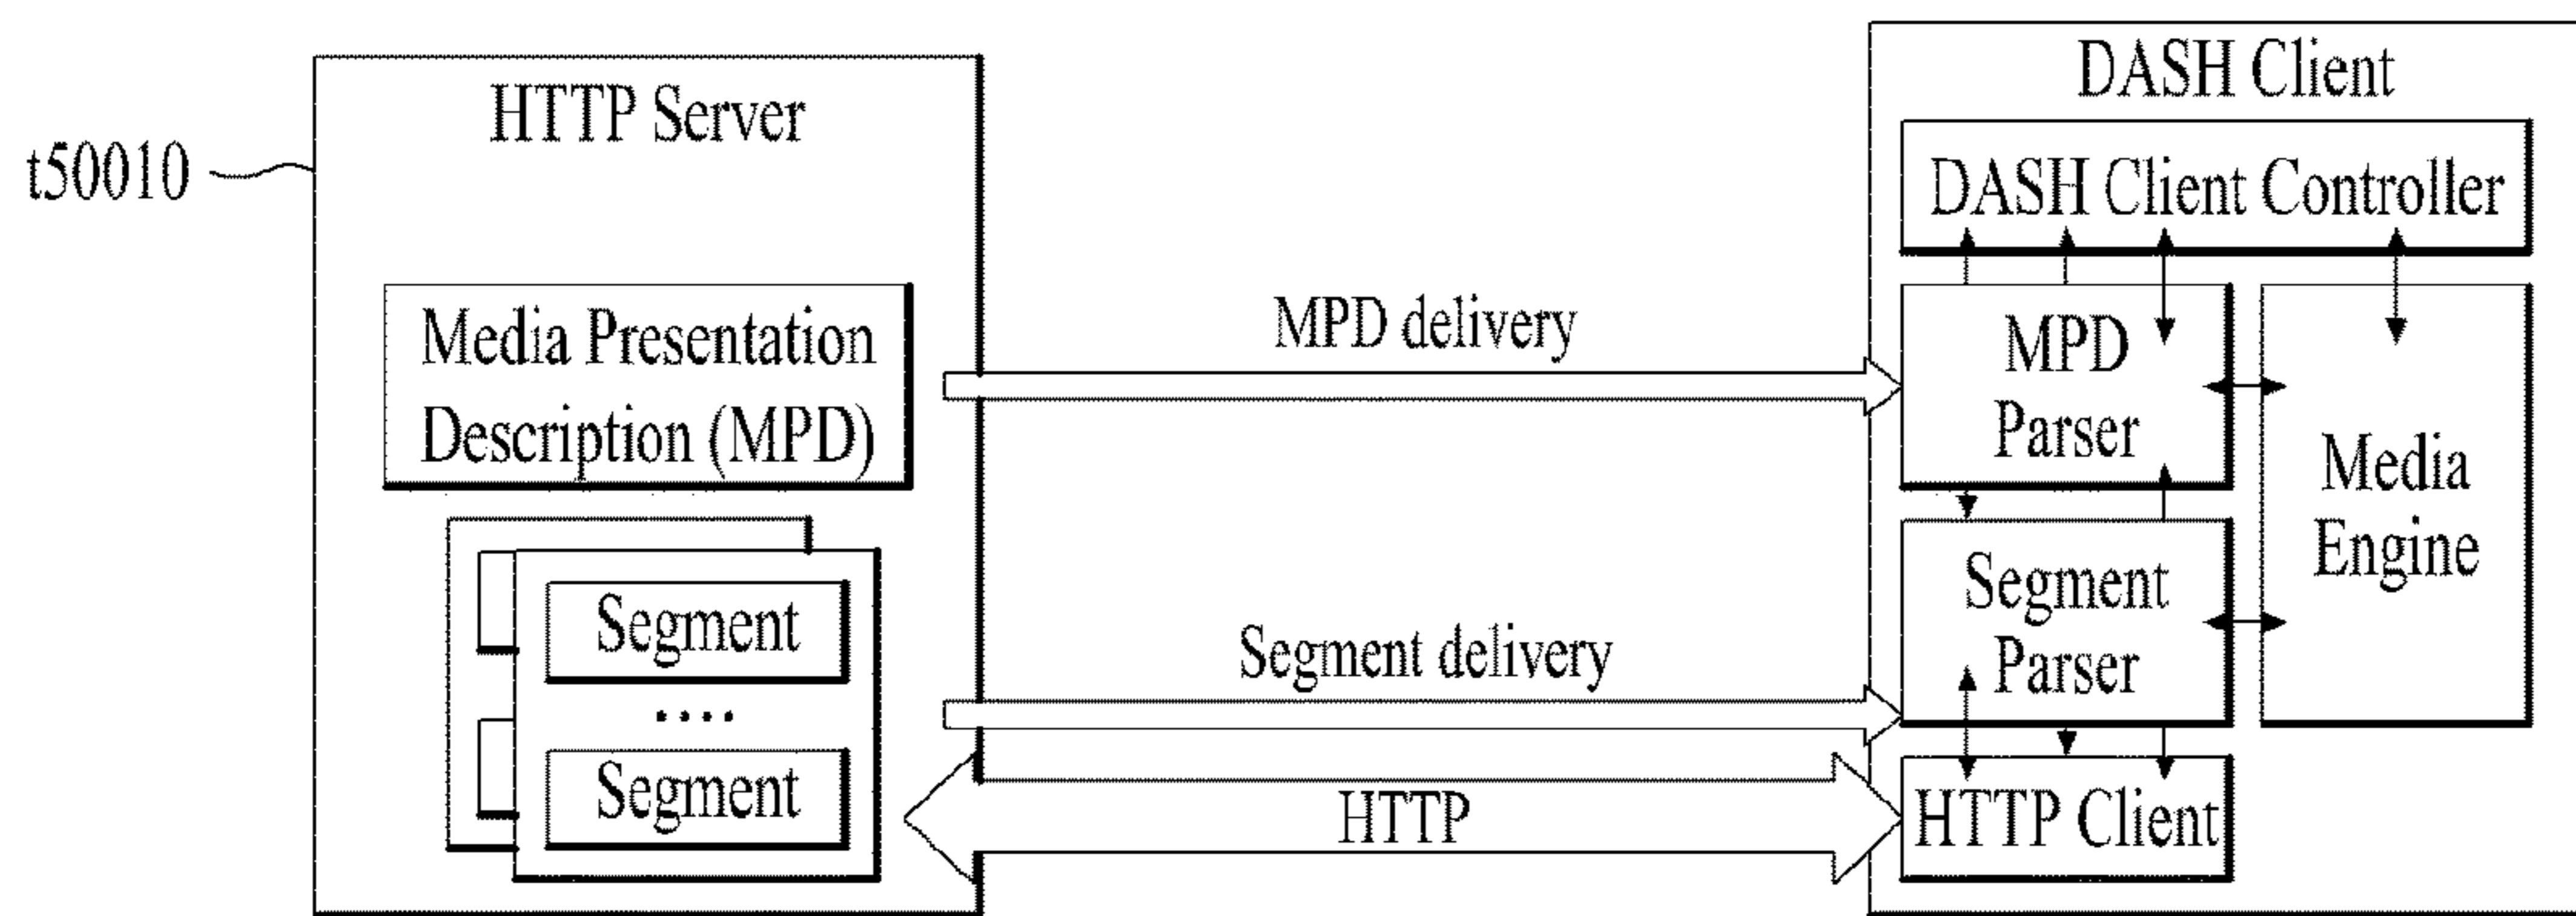 t50010
HTTP Server
Media Presentation
Description (MPD)
Segment
....
Segment
MPD delivery
Segment delivery
HTTP
DASH Client
DASH Client Controller
MPD
Parser
Media
Engine
Segment
Parser
HTTP Client